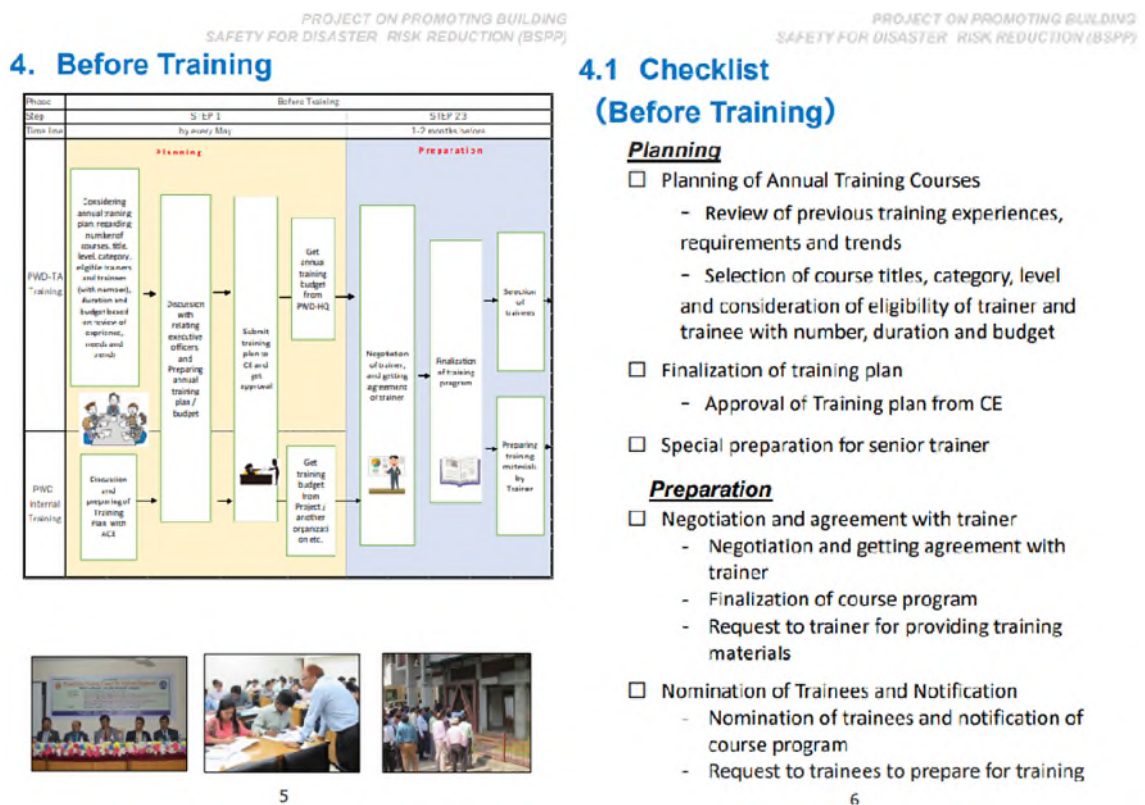 PROJECT ON PROMOTING BUILDING
SAFETY FOR DISASTER RISK REDUCTION (BSPP)
4. Before Training
Phase
Before Training
Step
STEP 1
STEP 23
Time line
by every May
1-2 months before
Planning
Preparation
PWD-TA
Training
Considering
annual training
plan, regarding
number of
courses, title,
level, category,
eligible trainers
and trainees
(with number),
duration and
budget based
on review of
needs and
trends
Discussion
with
relating
executive
officers
and
Preparing
annual
training
plan /
budget
Submit
training
plan to
CE and
get
approval
Get
annual
training
budget
from
PWD-HQ
Negotiation
of trainer,
and getting
agreement
of trainer
Finalization
of training
program
Selection
of
trainees
Preparing
training
materials
by
Trainer
Internal
Training
Discussion
and
preparing of
Training
Plan with
ACE
Get
training
budget
from
Project /
another
organizati
on etc.
5
PROJECT ON PROMOTING BUILDING
SAFETY FOR DISASTER RISK REDUCTION (BSPP)
4.1 Checklist
(Before Training)
Planning
□ Planning of Annual Training Courses
- Review of previous training experiences,
requirements and trends
- Selection of course titles, category, level
and consideration of eligibility of trainer and
trainee with number, duration and budget
□ Finalization of training plan
- Approval of Training plan from CE
□ Special preparation for senior trainer
Preparation
□ Negotiation and agreement with trainer
- Negotiation and getting agreement with
trainer
- Finalization of course program
- Request to trainer for providing training
materials
□ Nomination of Trainees and Notification
- Nomination of trainees and notification of
course program
- Request to trainees to prepare for training
6